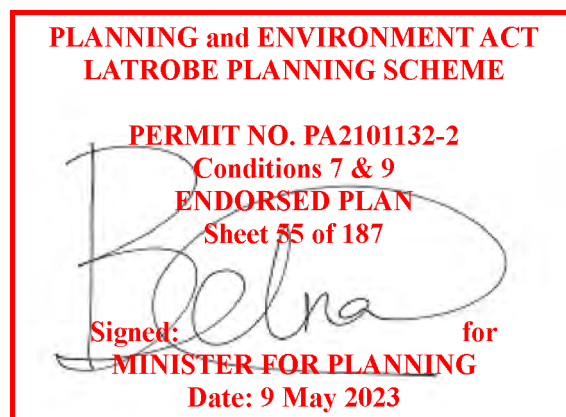 PLANNING and ENVIRONMENT ACT
LATROBE PLANNING SCHEME
PERMIT NO. PA2101132-2
Conditions 7 & 9
ENDORSED PLAN
Sheet 55 of 187
Signed: for
MINISTER FOR PLANNING
Date: 9 May 2023